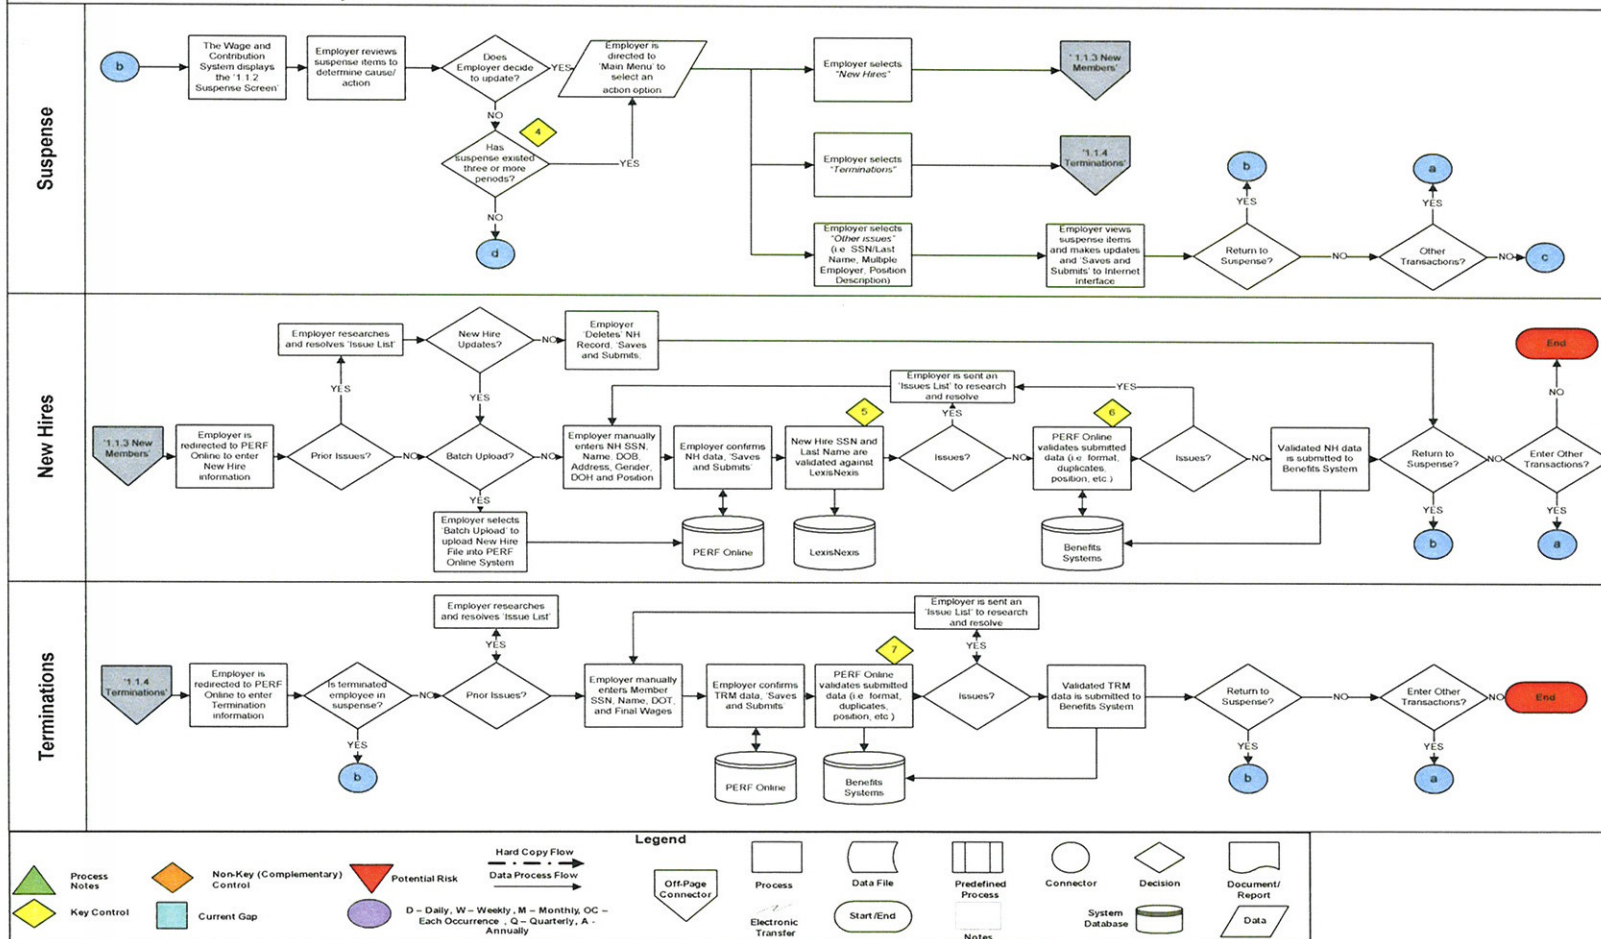 Suspense
b
The Wage and
Contribution
System displays
the '1.1.2
Suspense Screen'
Employer reviews
suspense items to
determine cause/
action
Does
Employer decide
to update?
YES
NO
Employer is
directed to
'Main Menu' to
select an
action option
4
Has
suspense existed
three or more
periods?
YES
NO
d
Employer selects
"New Hires"
'1.1.3 New
Members'
Employer selects
"Terminations"
'1.1.4
Terminations'
Employer selects
"Other issues"
(i.e. SSN/Last
Name, Multiple
Employer, Position
Description)
Employer views
suspense items
and makes updates
and 'Saves and
Submits' to Internet
Interface
b
YES
Return to
Suspense?
NO
a
YES
Other
Transactions?
NO
c
New Hires
'1.1.3 New
Members'
Employer is
redirected to PERF
Online to enter
New Hire
information
Prior Issues?
YES
NO
Employer researches
and resolves 'Issue List'
New Hire
Updates?
NO
YES
Employer
'Deletes' NH
Record, 'Saves
and Submits,
Batch Upload?
NO
YES
Employer selects
'Batch Upload' to
upload New Hire
File into PERF
Online System
Employer manually
enters NH SSN,
Name, DOB,
Address, Gender,
DOH and Position
Employer confirms
NH data, 'Saves
and Submits'
PERF Online
5
New Hire SSN and
Last Name are
validated against
LexisNexis
LexisNexis
Employer is sent an
'Issues List' to research
and resolve
YES
Issues?
NO
6
PERF Online
validates submitted
data (i.e. format,
duplicates,
position, etc.)
Benefits
Systems
YES
Issues?
NO
Validated NH data
is submitted to
Benefits System
Return to
Suspense?
NO
YES
b
End
NO
Enter Other
Transactions?
YES
a
Terminations
'1.1.4
Terminations'
Employer is
redirected to PERF
Online to enter
Termination
information
Is terminated
employee in
suspense?
NO
YES
b
Employer researches
and resolves 'Issue List'
YES
Prior Issues?
Employer manually
enters Member
SSN, Name, DOT,
and Final Wages
Employer confirms
TRM data, 'Saves
and Submits'
PERF Online
7
PERF Online
validates submitted
data (i.e. format,
duplicates,
position, etc.)
Benefits
Systems
Employer is sent an
'Issue List' to research
and resolve
YES
Issues?
Validated TRM
data is submitted to
Benefits System
Return to
Suspense?
NO
YES
b
Enter Other
Transactions?
NO
YES
a
End
Legend
Process
Notes
Key Control
Non-Key (Complementary)
Control
Current Gap
Potential Risk
Hard Copy Flow
Data Process Flow
D – Daily, W – Weekly, M – Monthly, OC –
Each Occurrence , Q – Quarterly, A -
Annually
Off-Page
Connector
Process
Data File
Predefined
Process
Connector
Decision
Document/
Report
Electronic
Transfer
Start/End
Notes
System
Database
Data